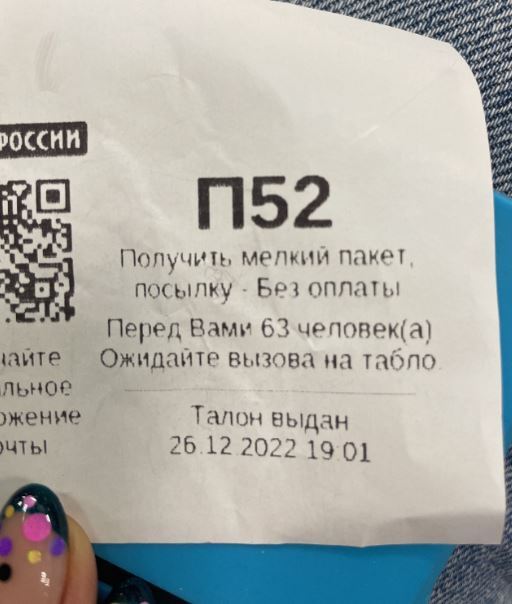 РОССИИ
П52
Получить мелкий пакет,
посылку - Без оплаты
Перед Вами 63 человек(а)
Ожидайте вызова на табло.
Талон выдан
26.12.2022 19:01